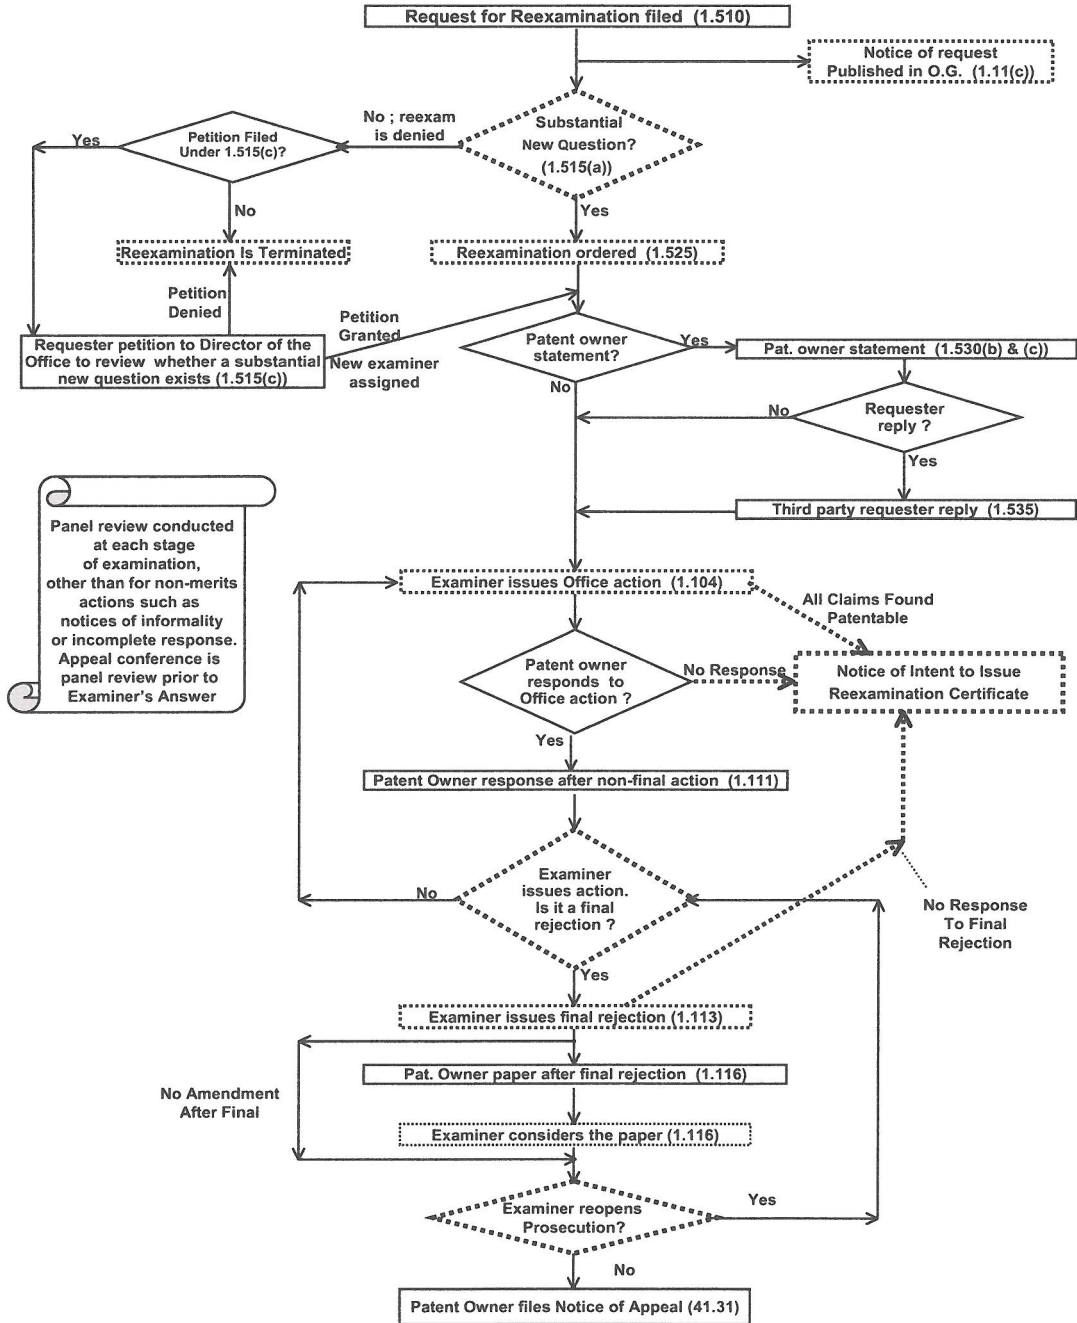 Request for Reexamination filed (1.510)
Notice of request
Published in O.G. (1.11(c))
No ; reexam
is denied
Substantial
New Question?
(1.515(a))
Yes
Petition Filed
Under 1.515(c)?
No
Yes
Reexamination Is Terminated
Reexamination ordered (1.525)
Petition
Denied
Petition
Granted
New examiner
assigned
Requester petition to Director of the
Office to review whether a substantial
new question exists (1.515(c))
Patent owner
statement?
Yes
Pat. owner statement (1.530(b) & (c))
No
No
Requester
reply ?
Yes
Third party requester reply (1.535)
Panel review conducted
at each stage
of examination,
other than for non-merits
actions such as
notices of informality
or incomplete response.
Appeal conference is
panel review prior to
Examiner's Answer
Examiner issues Office action (1.104)
All Claims Found
Patentable
Patent owner
responds to
Office action ?
No Response
Notice of Intent to Issue
Reexamination Certificate
Yes
Patent Owner response after non-final action (1.111)
Examiner
issues action.
Is it a final
rejection ?
No
No Response
To Final
Rejection
Yes
Examiner issues final rejection (1.113)
Pat. Owner paper after final rejection (1.116)
No Amendment
After Final
Examiner considers the paper (1.116)
Examiner reopens
Prosecution?
Yes
No
Patent Owner files Notice of Appeal (41.31)